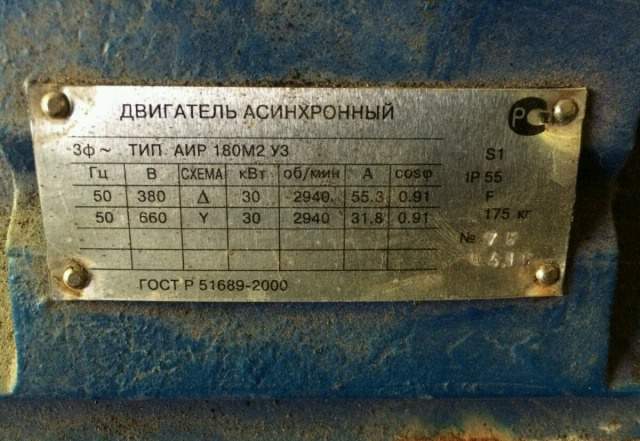 ДВИГАТЕЛЬ АСИНХРОННЫЙ
3ф ~ ТИП АИР 180М2 У3
S1
Гц В СХЕМА кВт об/мин А cosφ
IP 55
50 380 Δ 30 2940 55.3 0.91
F
50 660 Y 30 2940 31.8 0.91
175 кг
№
ГОСТ Р 51689-2000